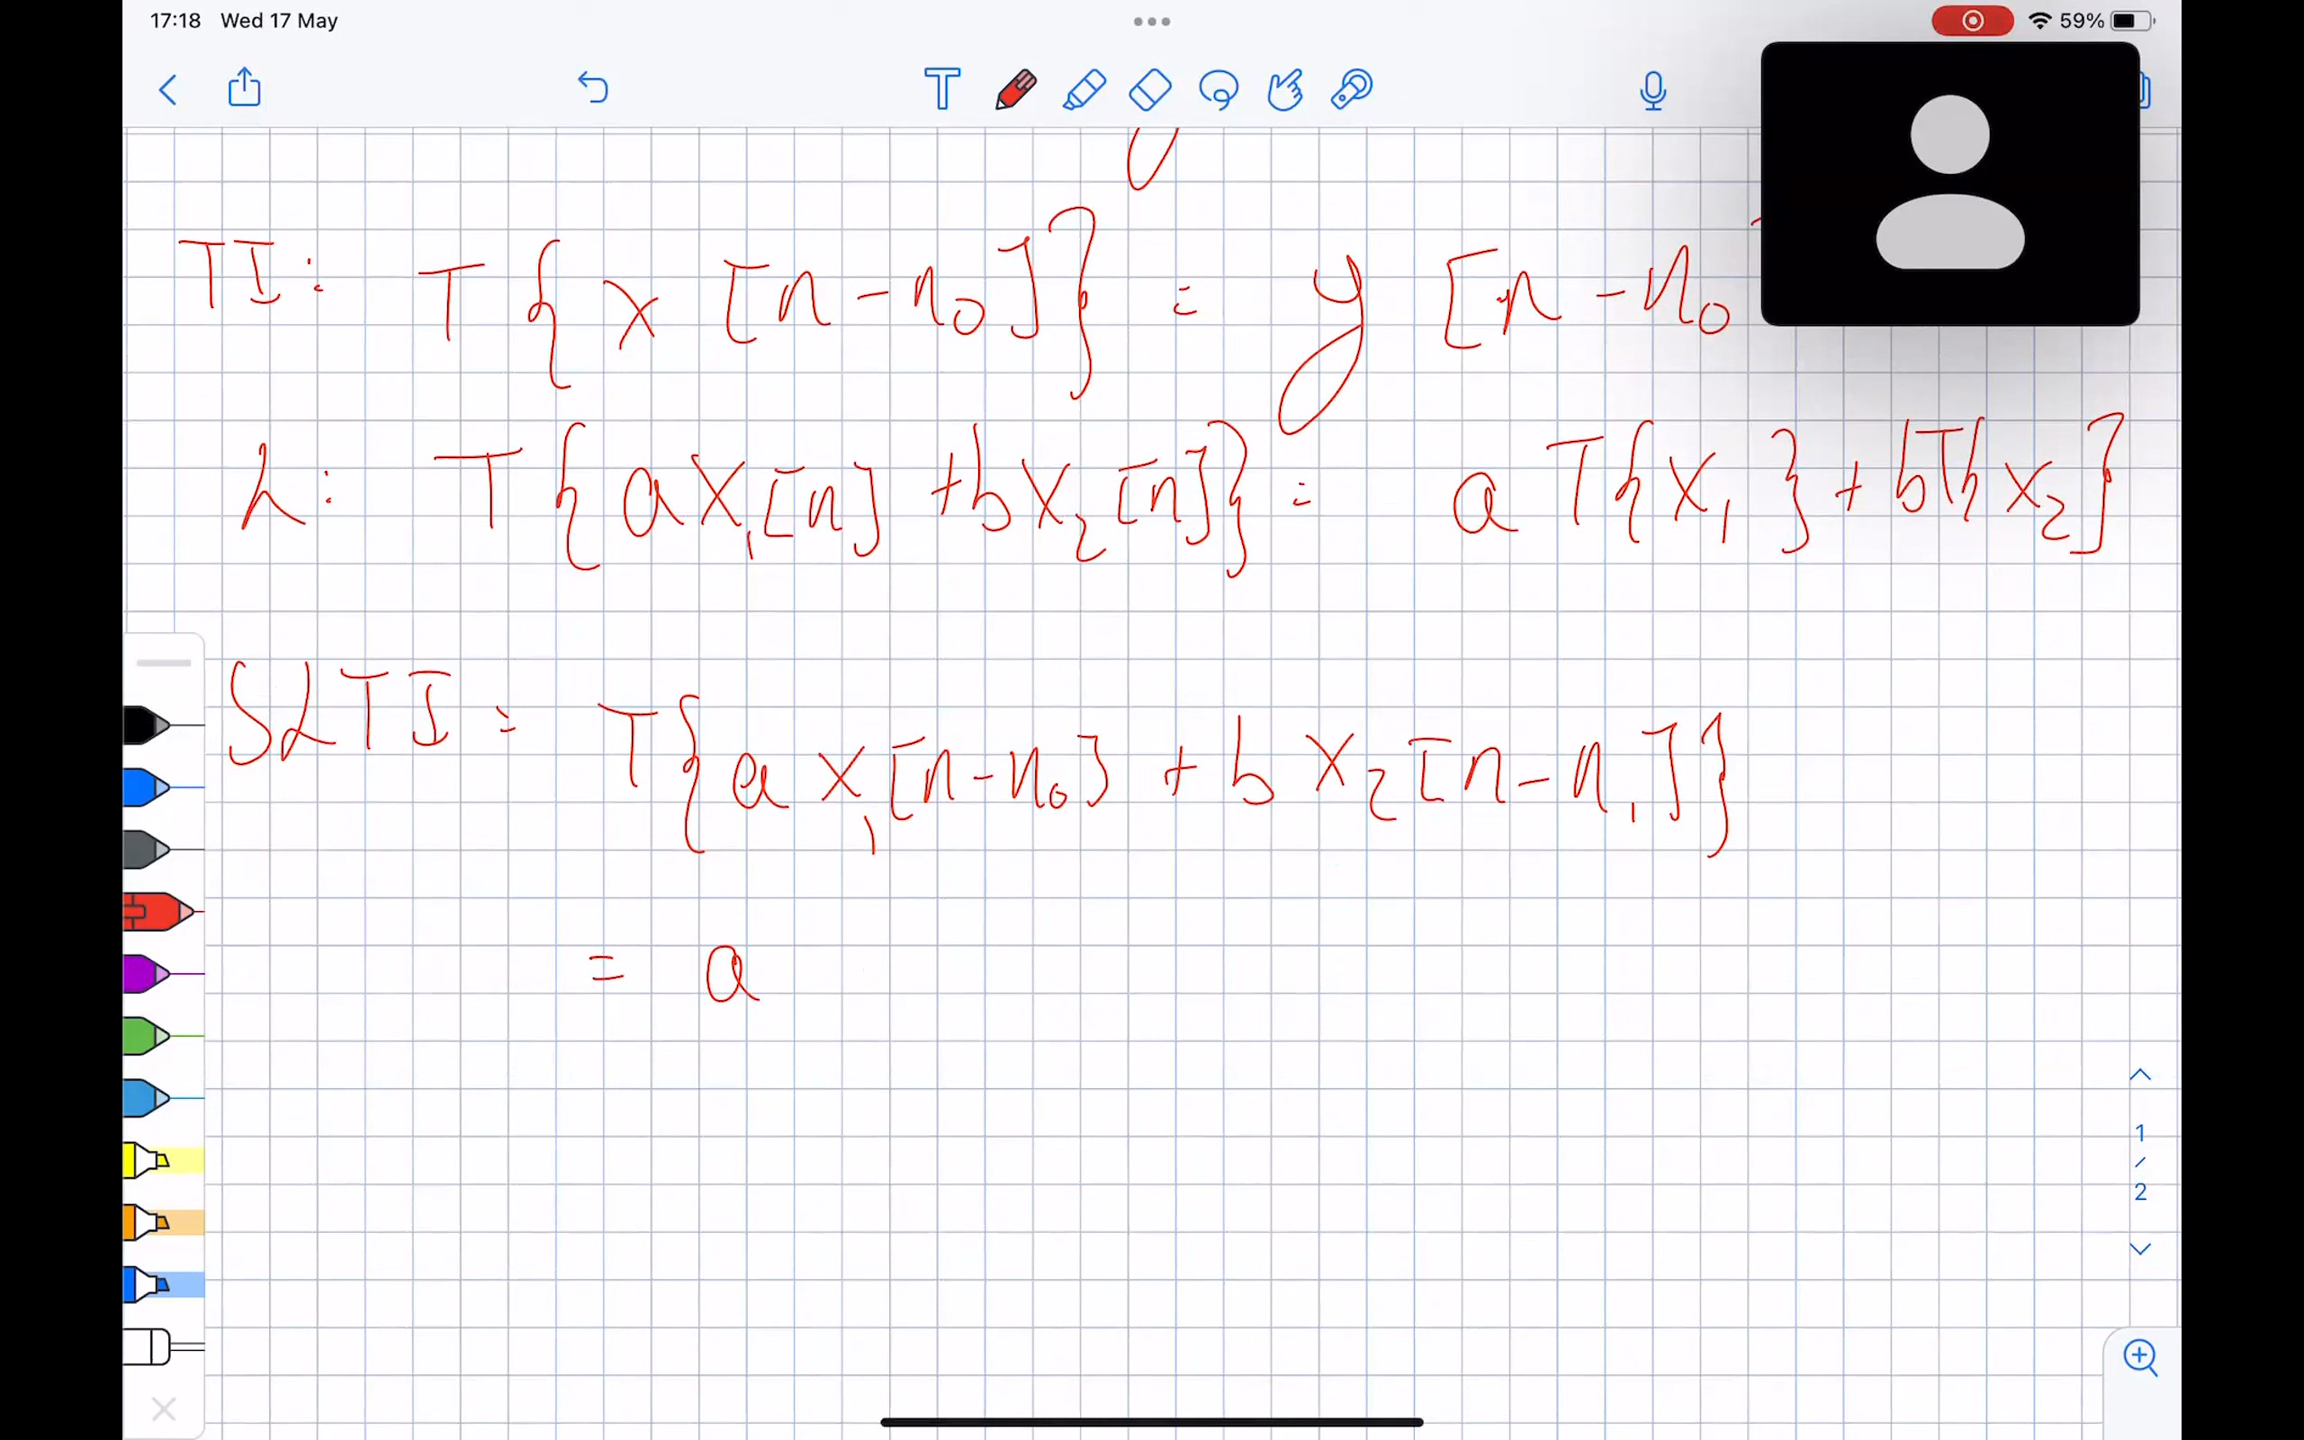 17:18 Wed 17 May 59%
TI: T{x[n-n₀]} = y[n-n₀
L: T{ax₁[n] +bx₂[n]} = aT{x₁}+bT{x₂}
SLTI = T{ax₁[n-n₀] + bx₂[n-n₁]}
= a
1
/
2